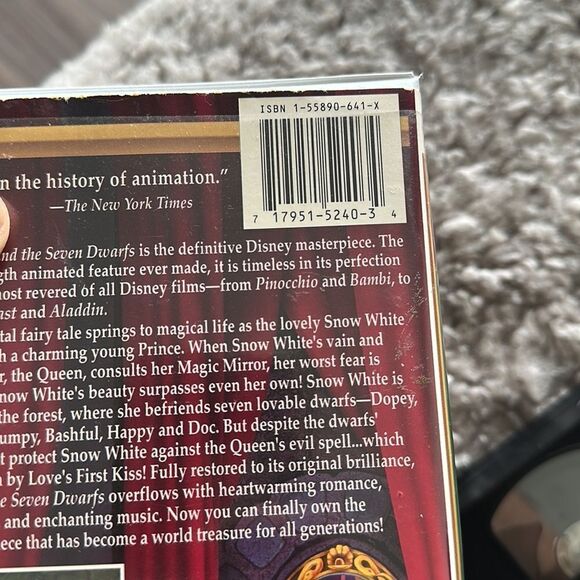 ISBN 1-55890-641-X
n the history of animation.”
7 17951-5240-3 4
—The New York Times
nd the Seven Dwarfs is the definitive Disney masterpiece. The
gth animated feature ever made, it is timeless in its perfection
ost revered of all Disney films—from Pinocchio and Bambi, to
ast and Aladdin.
tal fairy tale springs to magical life as the lovely Snow White
h a charming young Prince. When Snow White's vain and
r, the Queen, consults her Magic Mirror, her worst fear is
now White's beauty surpasses even her own! Snow White is
the forest, where she befriends seven lovable dwarfs—Dopey,
umpy, Bashful, Happy and Doc. But despite the dwarfs'
t protect Snow White against the Queen's evil spell...which
n by Love's First Kiss! Fully restored to its original brilliance,
e Seven Dwarfs overflows with heartwarming romance,
and enchanting music. Now you can finally own the
iece that has become a world treasure for all generations!